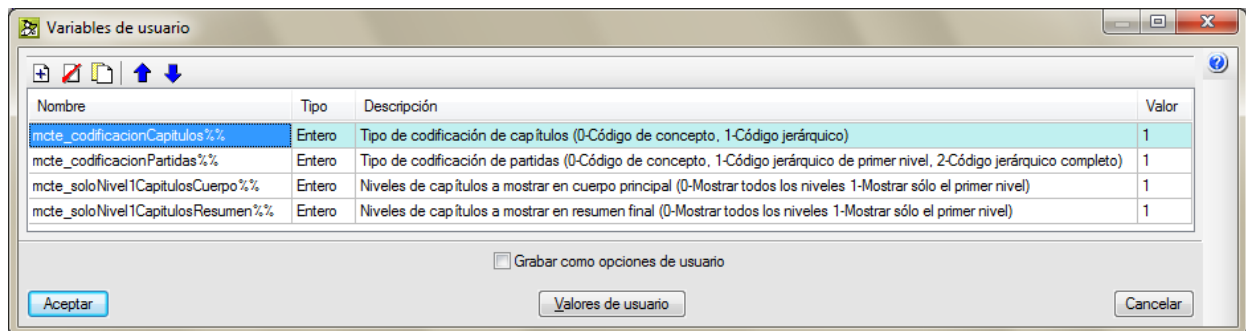 Variables de usuario
Nombre Tipo Descripción Valor
mcte_codificacionCapitulos%% Entero Tipo de codificación de capítulos (0-Código de concepto, 1-Código jerárquico) 1
mcte_codificacionPartidas%% Entero Tipo de codificación de partidas (0-Código de concepto, 1-Código jerárquico de primer nivel, 2-Código jerárquico completo) 1
mcte_soloNivel1CapitulosCuerpo%% Entero Niveles de capítulos a mostrar en cuerpo principal (0-Mostrar todos los niveles 1-Mostrar sólo el primer nivel) 1
mcte_soloNivel1CapitulosResumen%% Entero Niveles de capítulos a mostrar en resumen final (0-Mostrar todos los niveles 1-Mostrar sólo el primer nivel) 1
Grabar como opciones de usuario
Aceptar Valores de usuario Cancelar